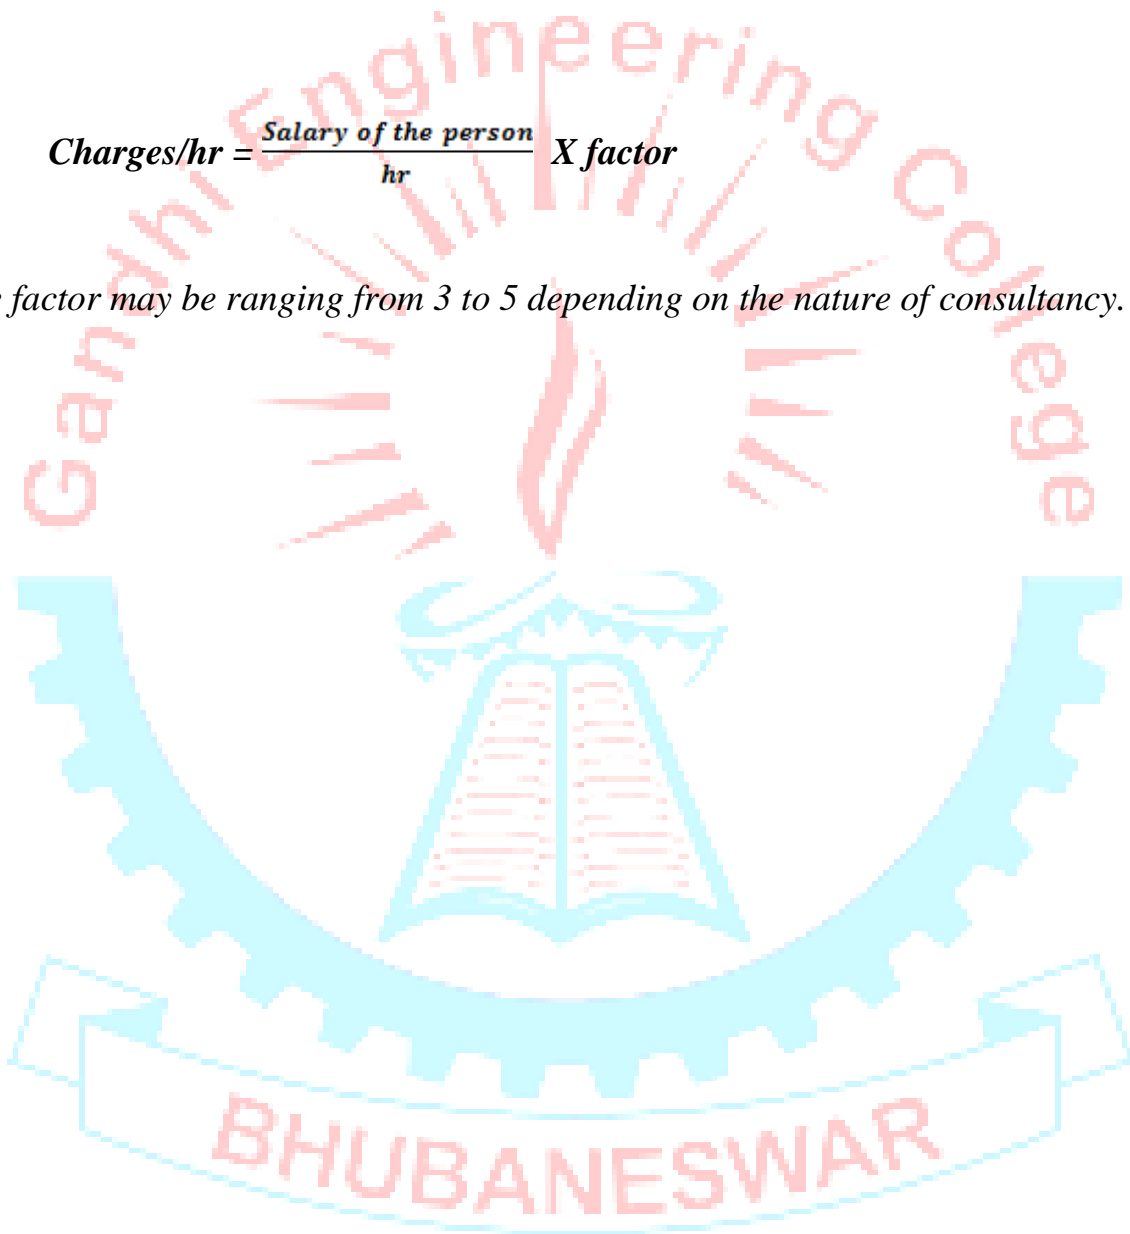 Gandhi Engineering College
Charges/hr = Salary of the person / hr X factor
factor may be ranging from 3 to 5 depending on the nature of consultancy.
BHUBANESWAR